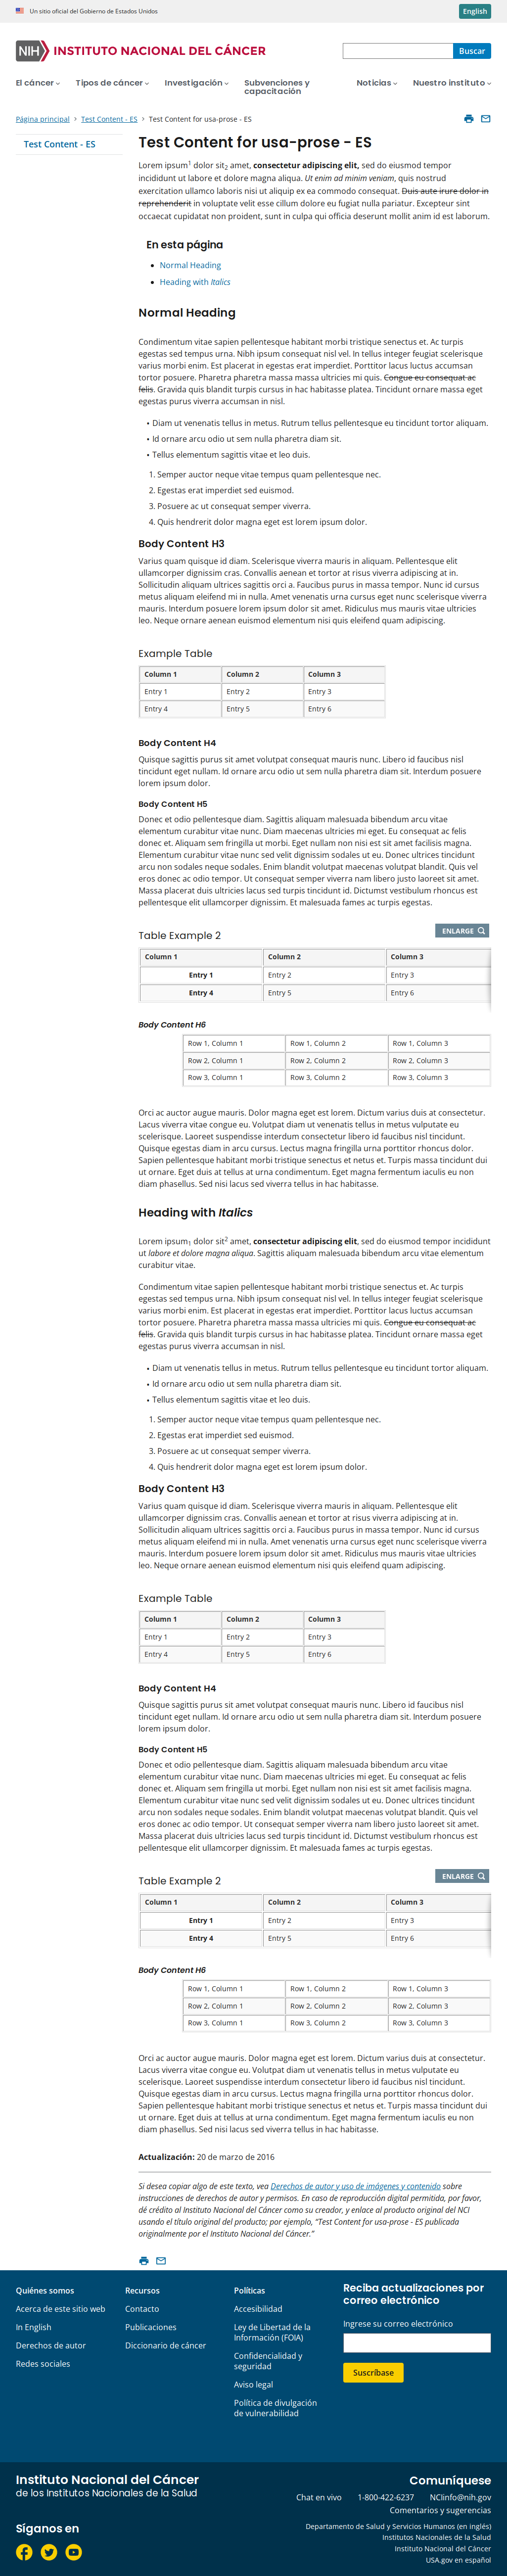 Un sitio oficial del Gobierno de Estados Unidos
English
NIH INSTITUTO NACIONAL DEL CÁNCER
Buscar
El cáncer
Tipos de cáncer
Investigación
Subvenciones y
capacitación
Noticias
Nuestro instituto
Página principal > Test Content - ES > Test Content for usa-prose - ES
Test Content - ES
Test Content for usa-prose - ES
Lorem ipsum1 dolor sit2 amet, consectetur adipiscing elit, sed do eiusmod tempor
incididunt ut labore et dolore magna aliqua. Ut enim ad minim veniam, quis nostrud
exercitation ullamco laboris nisi ut aliquip ex ea commodo consequat. Duis aute irure dolor in
reprehenderit in voluptate velit esse cillum dolore eu fugiat nulla pariatur. Excepteur sint
occaecat cupidatat non proident, sunt in culpa qui officia deserunt mollit anim id est laborum.
En esta página
• Normal Heading
• Heading with Italics
Normal Heading
Condimentum vitae sapien pellentesque habitant morbi tristique senectus et. Ac turpis
egestas sed tempus urna. Nibh ipsum consequat nisl vel. In tellus integer feugiat scelerisque
varius morbi enim. Est placerat in egestas erat imperdiet. Porttitor lacus luctus accumsan
tortor posuere. Pharetra pharetra massa massa ultricies mi quis. Congue eu consequat ac
felis. Gravida quis blandit turpis cursus in hac habitasse platea. Tincidunt ornare massa eget
egestas purus viverra accumsan in nisl.
• Diam ut venenatis tellus in metus. Rutrum tellus pellentesque eu tincidunt tortor aliquam.
• Id ornare arcu odio ut sem nulla pharetra diam sit.
• Tellus elementum sagittis vitae et leo duis.
1. Semper auctor neque vitae tempus quam pellentesque nec.
2. Egestas erat imperdiet sed euismod.
3. Posuere ac ut consequat semper viverra.
4. Quis hendrerit dolor magna eget est lorem ipsum dolor.
Body Content H3
Varius quam quisque id diam. Scelerisque viverra mauris in aliquam. Pellentesque elit
ullamcorper dignissim cras. Convallis aenean et tortor at risus viverra adipiscing at in.
Sollicitudin aliquam ultrices sagittis orci a. Faucibus purus in massa tempor. Nunc id cursus
metus aliquam eleifend mi in nulla. Amet venenatis urna cursus eget nunc scelerisque viverra
mauris. Interdum posuere lorem ipsum dolor sit amet. Ridiculus mus mauris vitae ultricies
leo. Neque ornare aenean euismod elementum nisi quis eleifend quam adipiscing.
Example Table
Column 1 Column 2 Column 3
Entry 1 Entry 2 Entry 3
Entry 4 Entry 5 Entry 6
Body Content H4
Quisque sagittis purus sit amet volutpat consequat mauris nunc. Libero id faucibus nisl
tincidunt eget nullam. Id ornare arcu odio ut sem nulla pharetra diam sit. Interdum posuere
lorem ipsum dolor.
Body Content H5
Donec et odio pellentesque diam. Sagittis aliquam malesuada bibendum arcu vitae
elementum curabitur vitae nunc. Diam maecenas ultricies mi eget. Eu consequat ac felis
donec et. Aliquam sem fringilla ut morbi. Eget nullam non nisi est sit amet facilisis magna.
Elementum curabitur vitae nunc sed velit dignissim sodales ut eu. Donec ultrices tincidunt
arcu non sodales neque sodales. Enim blandit volutpat maecenas volutpat blandit. Quis vel
eros donec ac odio tempor. Ut consequat semper viverra nam libero justo laoreet sit amet.
Massa placerat duis ultricies lacus sed turpis tincidunt id. Dictumst vestibulum rhoncus est
pellentesque elit ullamcorper dignissim. Et malesuada fames ac turpis egestas.
ENLARGE
Table Example 2
Column 1 Column 2 Column 3
Entry 1 Entry 2 Entry 3
Entry 4 Entry 5 Entry 6
Body Content H6
Row 1, Column 1 Row 1, Column 2 Row 1, Column 3
Row 2, Column 1 Row 2, Column 2 Row 2, Column 3
Row 3, Column 1 Row 3, Column 2 Row 3, Column 3
Orci ac auctor augue mauris. Dolor magna eget est lorem. Dictum varius duis at consectetur.
Lacus viverra vitae congue eu. Volutpat diam ut venenatis tellus in metus vulputate eu
scelerisque. Laoreet suspendisse interdum consectetur libero id faucibus nisl tincidunt.
Quisque egestas diam in arcu cursus. Lectus magna fringilla urna porttitor rhoncus dolor.
Sapien pellentesque habitant morbi tristique senectus et netus et. Turpis massa tincidunt dui
ut ornare. Eget duis at tellus at urna condimentum. Eget magna fermentum iaculis eu non
diam phasellus. Sed nisi lacus sed viverra tellus in hac habitasse.
Heading with Italics
Lorem ipsum1 dolor sit2 amet, consectetur adipiscing elit, sed do eiusmod tempor incididunt
ut labore et dolore magna aliqua. Sagittis aliquam malesuada bibendum arcu vitae elementum
curabitur vitae.
Condimentum vitae sapien pellentesque habitant morbi tristique senectus et. Ac turpis
egestas sed tempus urna. Nibh ipsum consequat nisl vel. In tellus integer feugiat scelerisque
varius morbi enim. Est placerat in egestas erat imperdiet. Porttitor lacus luctus accumsan
tortor posuere. Pharetra pharetra massa massa ultricies mi quis. Congue eu consequat ac
felis. Gravida quis blandit turpis cursus in hac habitasse platea. Tincidunt ornare massa eget
egestas purus viverra accumsan in nisl.
• Diam ut venenatis tellus in metus. Rutrum tellus pellentesque eu tincidunt tortor aliquam.
• Id ornare arcu odio ut sem nulla pharetra diam sit.
• Tellus elementum sagittis vitae et leo duis.
1. Semper auctor neque vitae tempus quam pellentesque nec.
2. Egestas erat imperdiet sed euismod.
3. Posuere ac ut consequat semper viverra.
4. Quis hendrerit dolor magna eget est lorem ipsum dolor.
Body Content H3
Varius quam quisque id diam. Scelerisque viverra mauris in aliquam. Pellentesque elit
ullamcorper dignissim cras. Convallis aenean et tortor at risus viverra adipiscing at in.
Sollicitudin aliquam ultrices sagittis orci a. Faucibus purus in massa tempor. Nunc id cursus
metus aliquam eleifend mi in nulla. Amet venenatis urna cursus eget nunc scelerisque viverra
mauris. Interdum posuere lorem ipsum dolor sit amet. Ridiculus mus mauris vitae ultricies
leo. Neque ornare aenean euismod elementum nisi quis eleifend quam adipiscing.
Example Table
Column 1 Column 2 Column 3
Entry 1 Entry 2 Entry 3
Entry 4 Entry 5 Entry 6
Body Content H4
Quisque sagittis purus sit amet volutpat consequat mauris nunc. Libero id faucibus nisl
tincidunt eget nullam. Id ornare arcu odio ut sem nulla pharetra diam sit. Interdum posuere
lorem ipsum dolor.
Body Content H5
Donec et odio pellentesque diam. Sagittis aliquam malesuada bibendum arcu vitae
elementum curabitur vitae nunc. Diam maecenas ultricies mi eget. Eu consequat ac felis
donec et. Aliquam sem fringilla ut morbi. Eget nullam non nisi est sit amet facilisis magna.
Elementum curabitur vitae nunc sed velit dignissim sodales ut eu. Donec ultrices tincidunt
arcu non sodales neque sodales. Enim blandit volutpat maecenas volutpat blandit. Quis vel
eros donec ac odio tempor. Ut consequat semper viverra nam libero justo laoreet sit amet.
Massa placerat duis ultricies lacus sed turpis tincidunt id. Dictumst vestibulum rhoncus est
pellentesque elit ullamcorper dignissim. Et malesuada fames ac turpis egestas.
ENLARGE
Table Example 2
Column 1 Column 2 Column 3
Entry 1 Entry 2 Entry 3
Entry 4 Entry 5 Entry 6
Body Content H6
Row 1, Column 1 Row 1, Column 2 Row 1, Column 3
Row 2, Column 1 Row 2, Column 2 Row 2, Column 3
Row 3, Column 1 Row 3, Column 2 Row 3, Column 3
Orci ac auctor augue mauris. Dolor magna eget est lorem. Dictum varius duis at consectetur.
Lacus viverra vitae congue eu. Volutpat diam ut venenatis tellus in metus vulputate eu
scelerisque. Laoreet suspendisse interdum consectetur libero id faucibus nisl tincidunt.
Quisque egestas diam in arcu cursus. Lectus magna fringilla urna porttitor rhoncus dolor.
Sapien pellentesque habitant morbi tristique senectus et netus et. Turpis massa tincidunt dui
ut ornare. Eget duis at tellus at urna condimentum. Eget magna fermentum iaculis eu non
diam phasellus. Sed nisi lacus sed viverra tellus in hac habitasse.
Actualización: 20 de marzo de 2016
Si desea copiar algo de este texto, vea Derechos de autor y uso de imágenes y contenido sobre
instrucciones de derechos de autor y permisos. En caso de reproducción digital permitida, por favor,
dé crédito al Instituto Nacional del Cáncer como su creador, y enlace al producto original del NCI
usando el título original del producto; por ejemplo, “Test Content for usa-prose - ES publicada
originalmente por el Instituto Nacional del Cáncer.”
Quiénes somos
Acerca de este sitio web
In English
Derechos de autor
Redes sociales
Recursos
Contacto
Publicaciones
Diccionario de cáncer
Políticas
Accesibilidad
Ley de Libertad de la
Información (FOIA)
Confidencialidad y
seguridad
Aviso legal
Política de divulgación
de vulnerabilidad
Reciba actualizaciones por
correo electrónico
Ingrese su correo electrónico
Suscríbase
Instituto Nacional del Cáncer
de los Institutos Nacionales de la Salud
Síganos en
Comuníquese
Chat en vivo 1-800-422-6237 NCIinfo@nih.gov
Comentarios y sugerencias
Departamento de Salud y Servicios Humanos (en inglés)
Institutos Nacionales de la Salud
Instituto Nacional del Cáncer
USA.gov en español